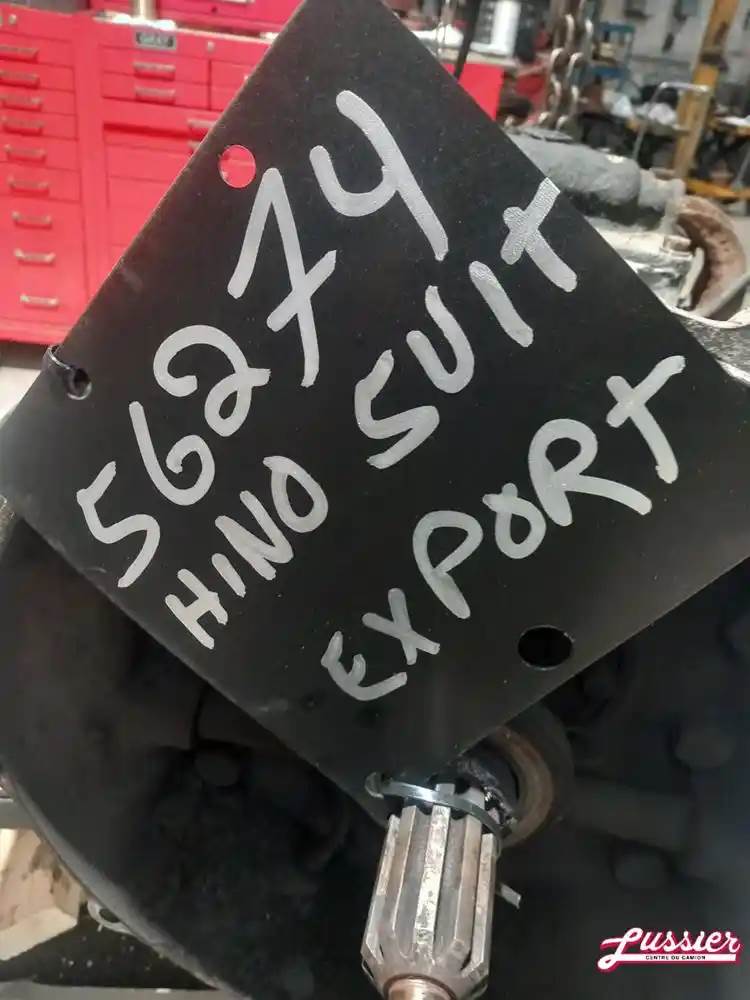 56274
HINO SUIT
EXPORT
Lussier
CENTRE DU CAMION